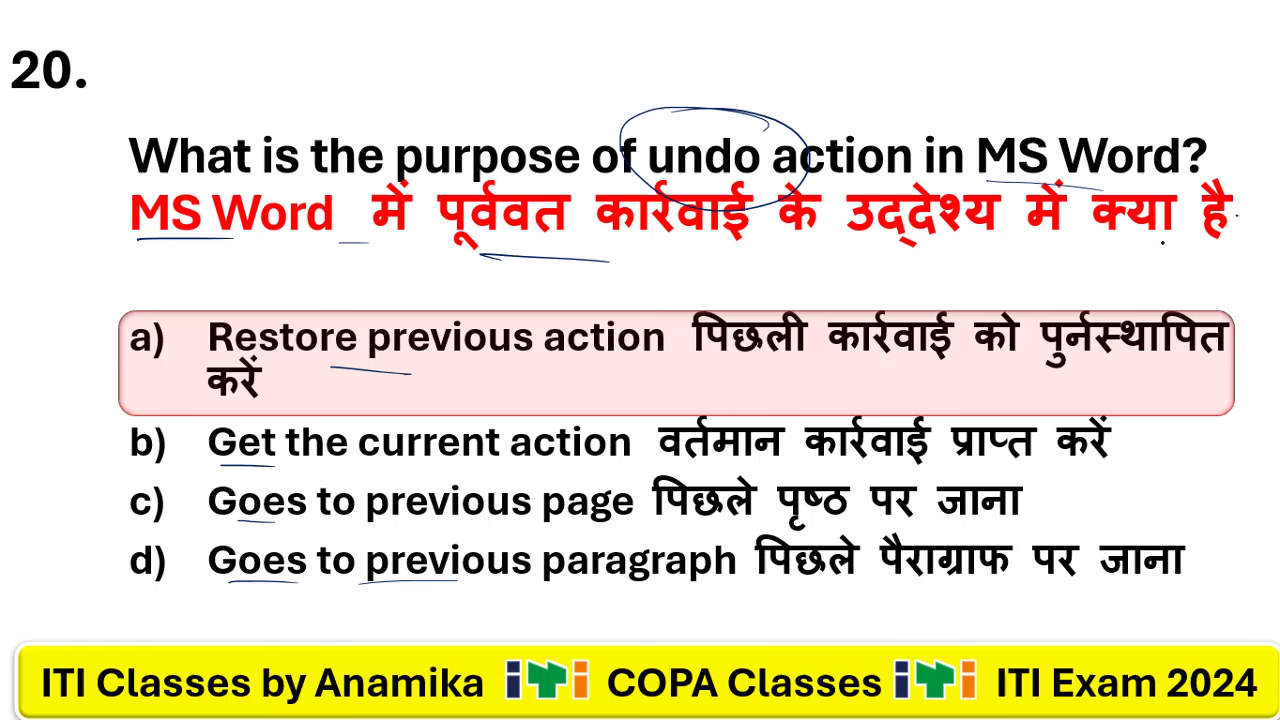 20.
What is the purpose of undo action in MS Word?
MS Word में पूर्ववत कार्रवाई के उद्देश्य में क्या है
a) Restore previous action पिछली कार्रवाई को पुर्नस्थापित
करें
b) Get the current action वर्तमान कार्रवाई प्राप्त करें
c) Goes to previous page पिछले पृष्ठ पर जाना
d) Goes to previous paragraph पिछले पैराग्राफ पर जाना
ITI Classes by Anamika iTi COPA Classes iTi ITI Exam 2024